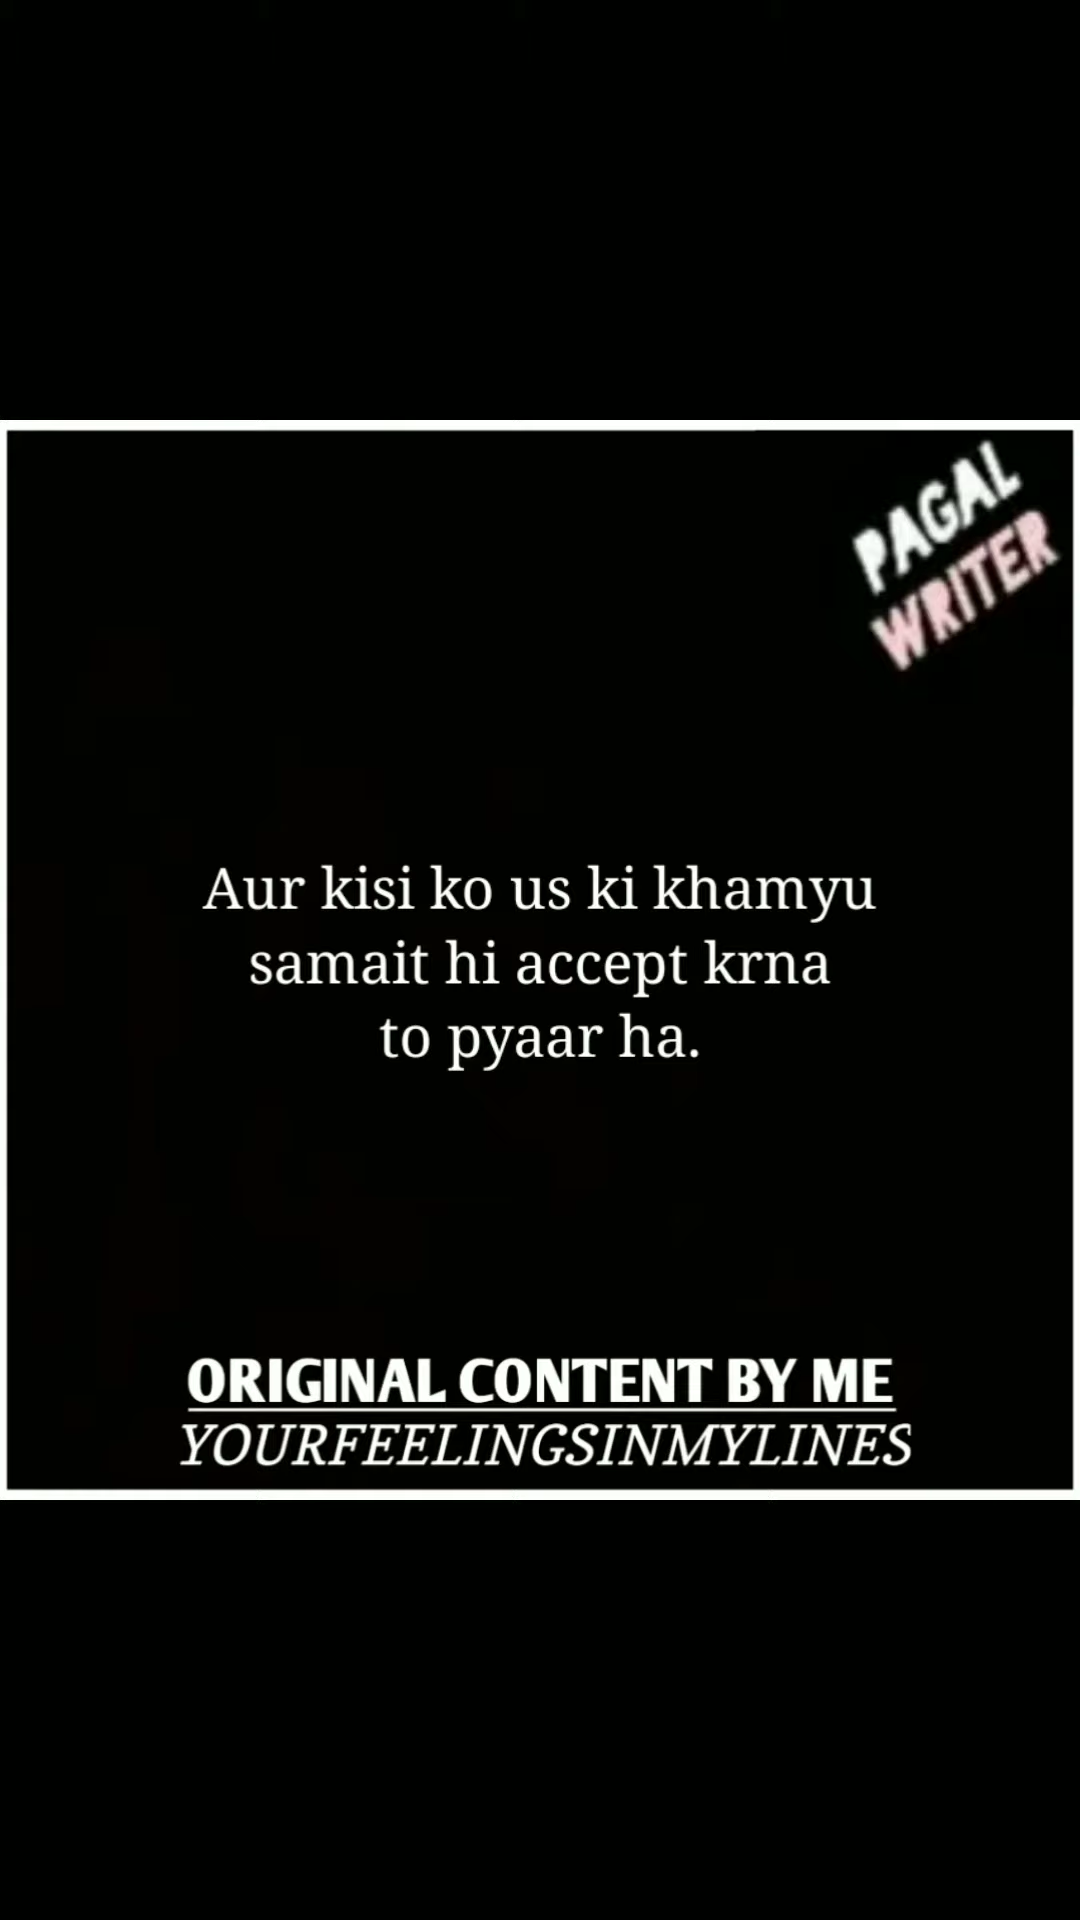 PAGAL
WRITER
Aur kisi ko us ki khamyu
samait hi accept krna
to pyaar ha.
ORIGINAL CONTENT BY ME
YOURFEELINGSINMYLINES